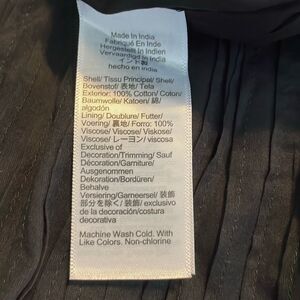 Made In India
Fabriqué En Inde
Hergestellt In Indien
Vervaardigd in India
インド製
hecho en india
Shell/ Tissu Principal/ Shell/
Bovenstof/ 表地/ Tela
Exterior: 100% Cotton/ Coton/
Baumwolle/ Katoen/ 綿/
algodón
Lining/ Doublure/ Futter/
Voering/ 裏地/ Forro: 100%
Viscose/ Viscose/ Viskose/
Viscose/ レーヨン/ viscosa
Exclusive of
Decoration/Trimming/ Sauf
Décoration/ Garniture/
Ausgenommen
Dekoration/Bordüren/
Behalve
Versiering/Garneersel/ 装飾
部分を除く/ 装飾/ exclusivo
de la decoración/costura
decorativa
Machine Wash Cold. With
Like Colors. Non-chlorine